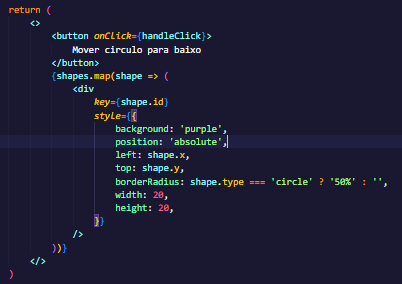 return (
    <>
        <button onClick={handleClick}>
            Mover circulo para baixo
        </button>
        {shapes.map(shape => (
            <div
                key={shape.id}
                style={{
                    background: 'purple',
                    position: 'absolute',
                    left: shape.x,
                    top: shape.y,
                    borderRadius: shape.type === 'circle' ? '50%' : '',
                    width: 20,
                    height: 20,
                }}
            />
        ))}
    </>
)